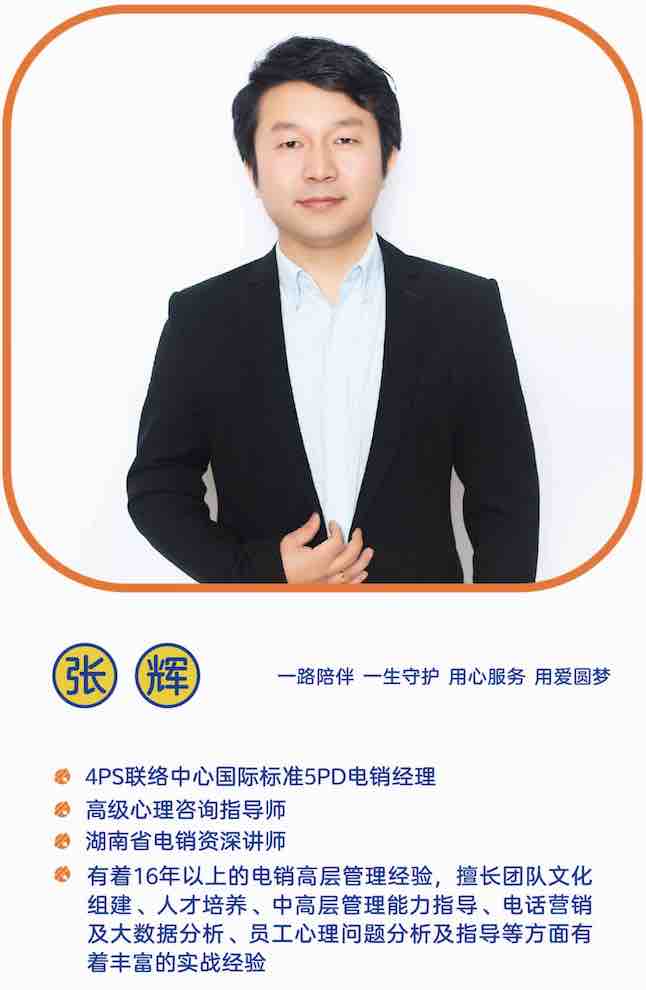 张 辉
一路陪伴 一生守护 用心服务 用爱圆梦
4PS联络中心国际标准5PD电销经理
高级心理咨询指导师
湖南省电销资深讲师
有着16年以上的电销高层管理经验，擅长团队文化
组建、人才培养、中高层管理能力指导、电话营销
及大数据分析、员工心理问题分析及指导等方面有
着丰富的实战经验